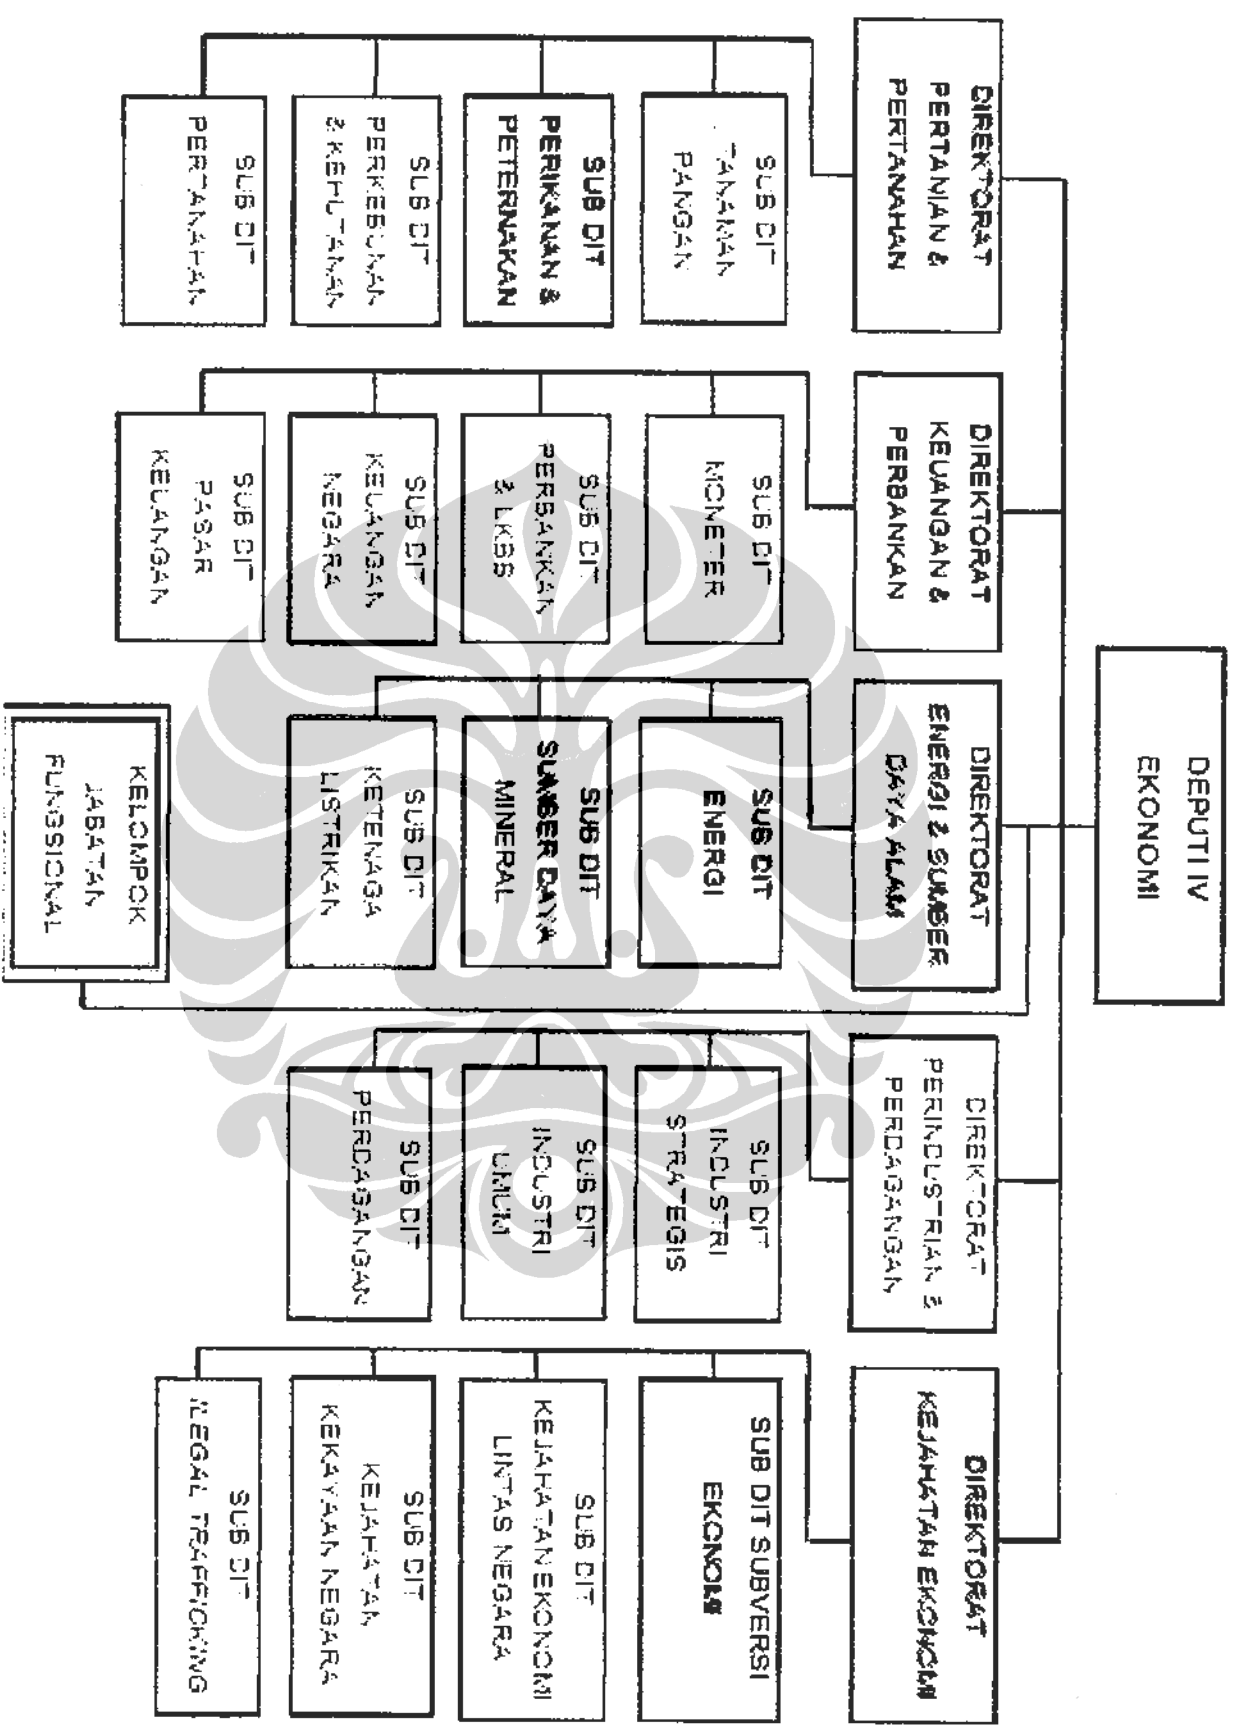 DEPUTI IV
EKONOMI
DIREKTORAT
PERTANIAN &
PERTANAHAN
SUB DIT
TANAMAN
PANGAN
SUB DIT
PERIKANAN &
PETERNAKAN
SUB DIT
PERKEBUNAN
& KEHUTANAN
SUB DIT
PERTANAHAN
DIREKTORAT
KEUANGAN &
PERBANKAN
SUB DIT
MONETER
SUB DIT
PERBANKAN
& LKBB
SUB DIT
KEUANGAN
NEGARA
SUB DIT
PASAR
KEUANGAN
DIREKTORAT
ENERGI & SUMBER
DAYA ALAM
SUB DIT
ENERGI
SUB DIT
SUMBER DAYA
MINERAL
SUB DIT
KETENAGA
LISTRIKAN
KELOMPOK
JABATAN
FUNGSIONAL
DIREKTORAT
PERINDUSTRIAN &
PERDAGANGAN
SUB DIT
INDUSTRI
STRATEGIS
SUB DIT
INDUSTRI
UMUM
SUB DIT
PERDAGANGAN
DIREKTORAT
KEJAHATAN EKONOMI
SUB DIT SUBVERSI
EKONOMI
SUB DIT
KEJAHATAN EKONOMI
LINTAS NEGARA
SUB DIT
KEJAHATAN
KEKAYAAN NEGARA
SUB DIT
ILEGAL TRAFFICKING